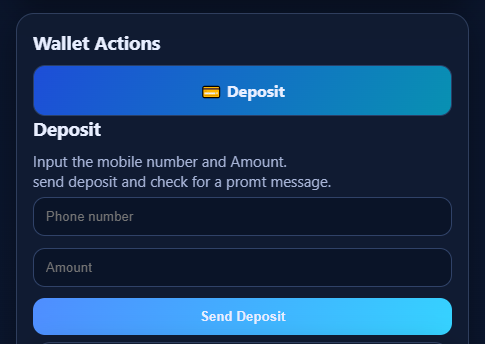 Wallet Actions
💳 Deposit
Deposit
Input the mobile number and Amount.
send deposit and check for a promt message.
Phone number
Amount
Send Deposit